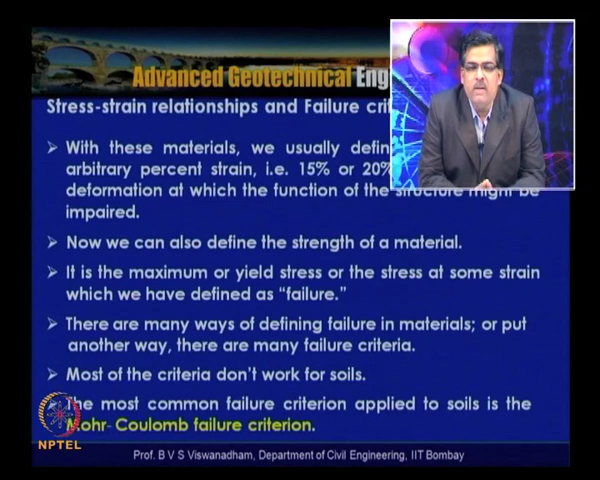 Advanced Geotechnical Eng
Stress-strain relationships and Failure crit
➢ With these materials, we usually defin
arbitrary percent strain, i.e. 15% or 20%
deformation at which the function of the structure might be
impaired.
➢ Now we can also define the strength of a material.
➢ It is the maximum or yield stress or the stress at some strain
which we have defined as “failure.”
➢ There are many ways of defining failure in materials; or put
another way, there are many failure criteria.
➢ Most of the criteria don’t work for soils.
➢ The most common failure criterion applied to soils is the
Mohr-Coulomb failure criterion.
NPTEL
Prof. B V S Viswanadham, Department of Civil Engineering, IIT Bombay